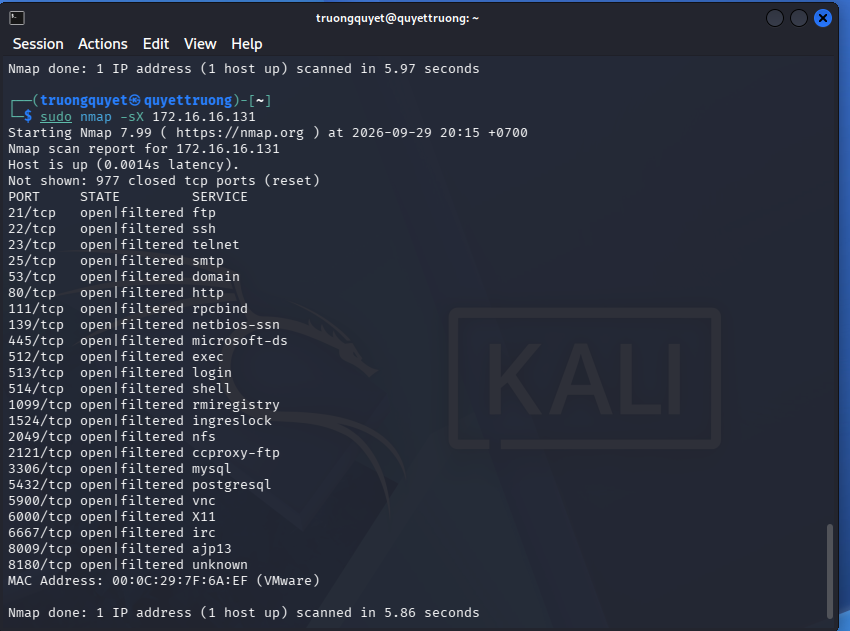 truongquyet@quyettruong: ~
Session Actions Edit View Help
Nmap done: 1 IP address (1 host up) scanned in 5.97 seconds
┌──(truongquyet㉿quyettruong)-[~]
└─$ sudo nmap -sX 172.16.16.131
Starting Nmap 7.99 ( https://nmap.org ) at 2026-09-29 20:15 +0700
Nmap scan report for 172.16.16.131
Host is up (0.0014s latency).
Not shown: 977 closed tcp ports (reset)
PORT     STATE         SERVICE
21/tcp   open|filtered ftp
22/tcp   open|filtered ssh
23/tcp   open|filtered telnet
25/tcp   open|filtered smtp
53/tcp   open|filtered domain
80/tcp   open|filtered http
111/tcp  open|filtered rpcbind
139/tcp  open|filtered netbios-ssn
445/tcp  open|filtered microsoft-ds
512/tcp  open|filtered exec
513/tcp  open|filtered login
514/tcp  open|filtered shell
1099/tcp open|filtered rmiregistry
1524/tcp open|filtered ingreslock
2049/tcp open|filtered nfs
2121/tcp open|filtered ccproxy-ftp
3306/tcp open|filtered mysql
5432/tcp open|filtered postgresql
5900/tcp open|filtered vnc
6000/tcp open|filtered X11
6667/tcp open|filtered irc
8009/tcp open|filtered ajp13
8180/tcp open|filtered unknown
MAC Address: 00:0C:29:7F:6A:EF (VMware)
Nmap done: 1 IP address (1 host up) scanned in 5.86 seconds
KALI